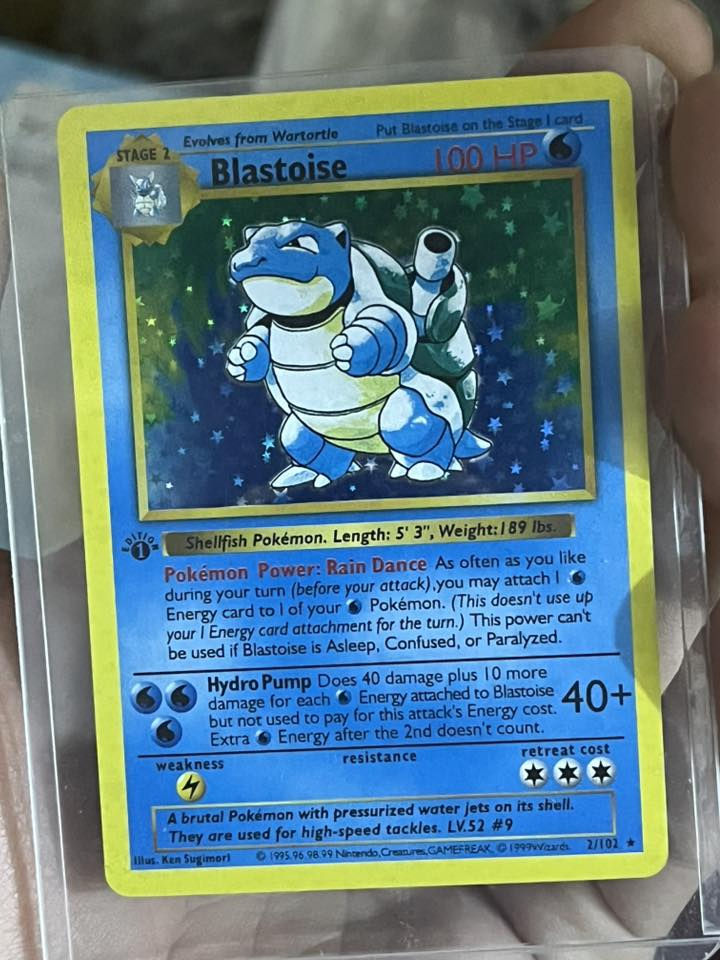 Evolves from Wartortle Put Blastoise on the Stage 1 card
STAGE 2
Blastoise 100 HP
EDITION
1
Shellfish Pokémon. Length: 5' 3", Weight:189 lbs.
Pokémon Power: Rain Dance As often as you like
during your turn (before your attack),you may attach 1
Energy card to 1 of your Pokémon. (This doesn't use up
your 1 Energy card attachment for the turn.) This power can't
be used if Blastoise is Asleep, Confused, or Paralyzed.
Hydro Pump Does 40 damage plus 10 more
damage for each Energy attached to Blastoise
but not used to pay for this attack's Energy cost.
Extra Energy after the 2nd doesn't count.
40+
weakness resistance retreat cost
A brutal Pokémon with pressurized water jets on its shell.
They are used for high-speed tackles. LV.52 #9
Illus. Ken Sugimori © 1995, 96, 98, 99 Nintendo, Creatures, GAMEFREAK. © 1999 Wizards. 2/102 ★